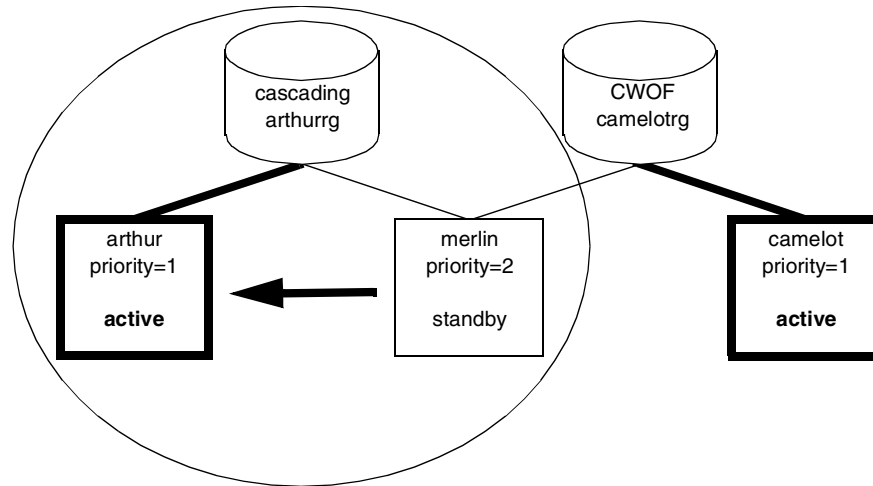 cascading
arthurrg
CWOF
camelotrg
arthur
priority=1
active
merlin
priority=2
standby
camelot
priority=1
active